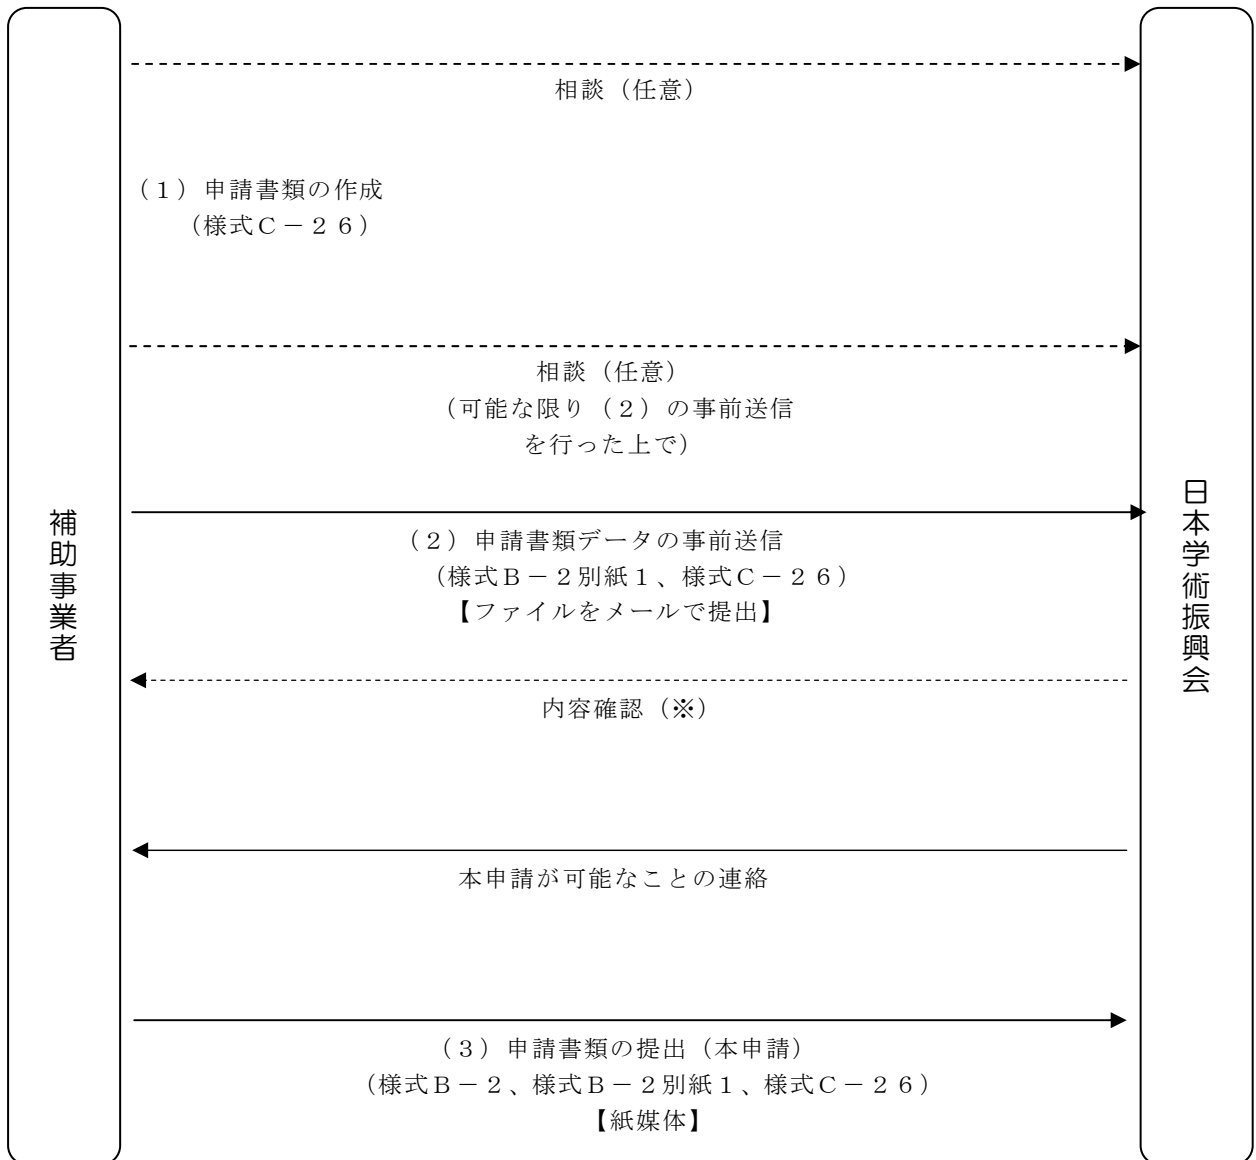 相談（任意）
（１）申請書類の作成
（様式Ｃ－２６）
相談（任意）
（可能な限り（２）の事前送信
を行った上で）
補助事業者
日本学術振興会
（２）申請書類データの事前送信
（様式Ｂ－２別紙１、様式Ｃ－２６）
【ファイルをメールで提出】
内容確認（※）
本申請が可能なことの連絡
（３）申請書類の提出（本申請）
（様式Ｂ－２、様式Ｂ－２別紙１、様式Ｃ－２６）
【紙媒体】